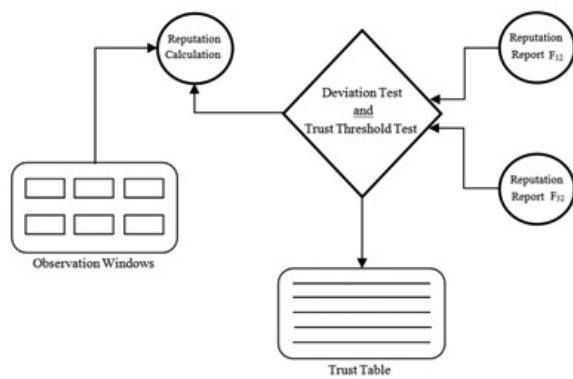 Reputation
Calculation
Reputation
Report F₁₂
Deviation Test
and
Trust Threshold Test
Reputation
Report F₃₂
Observation Windows
Trust Table